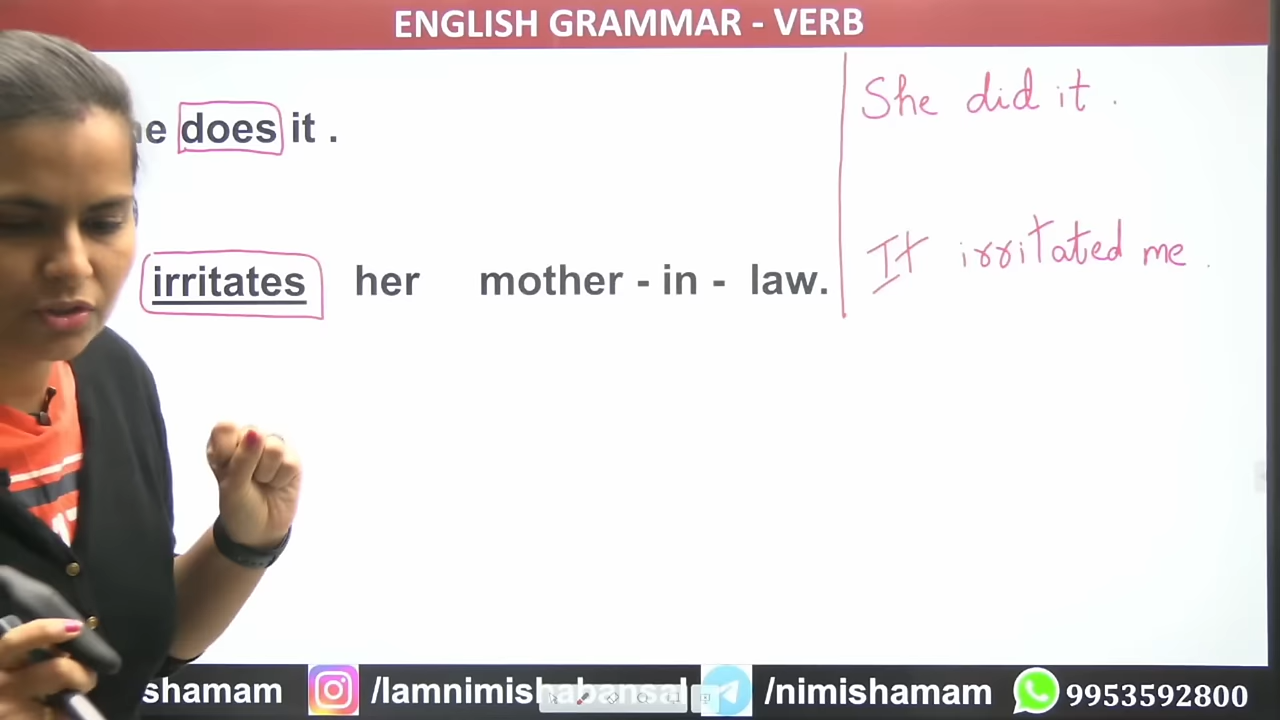 ENGLISH GRAMMAR - VERB
does it .
She did it .
irritates her mother - in - law.
It irritated me .
shamam /Iamnimishabansal /nimishamam 9953592800